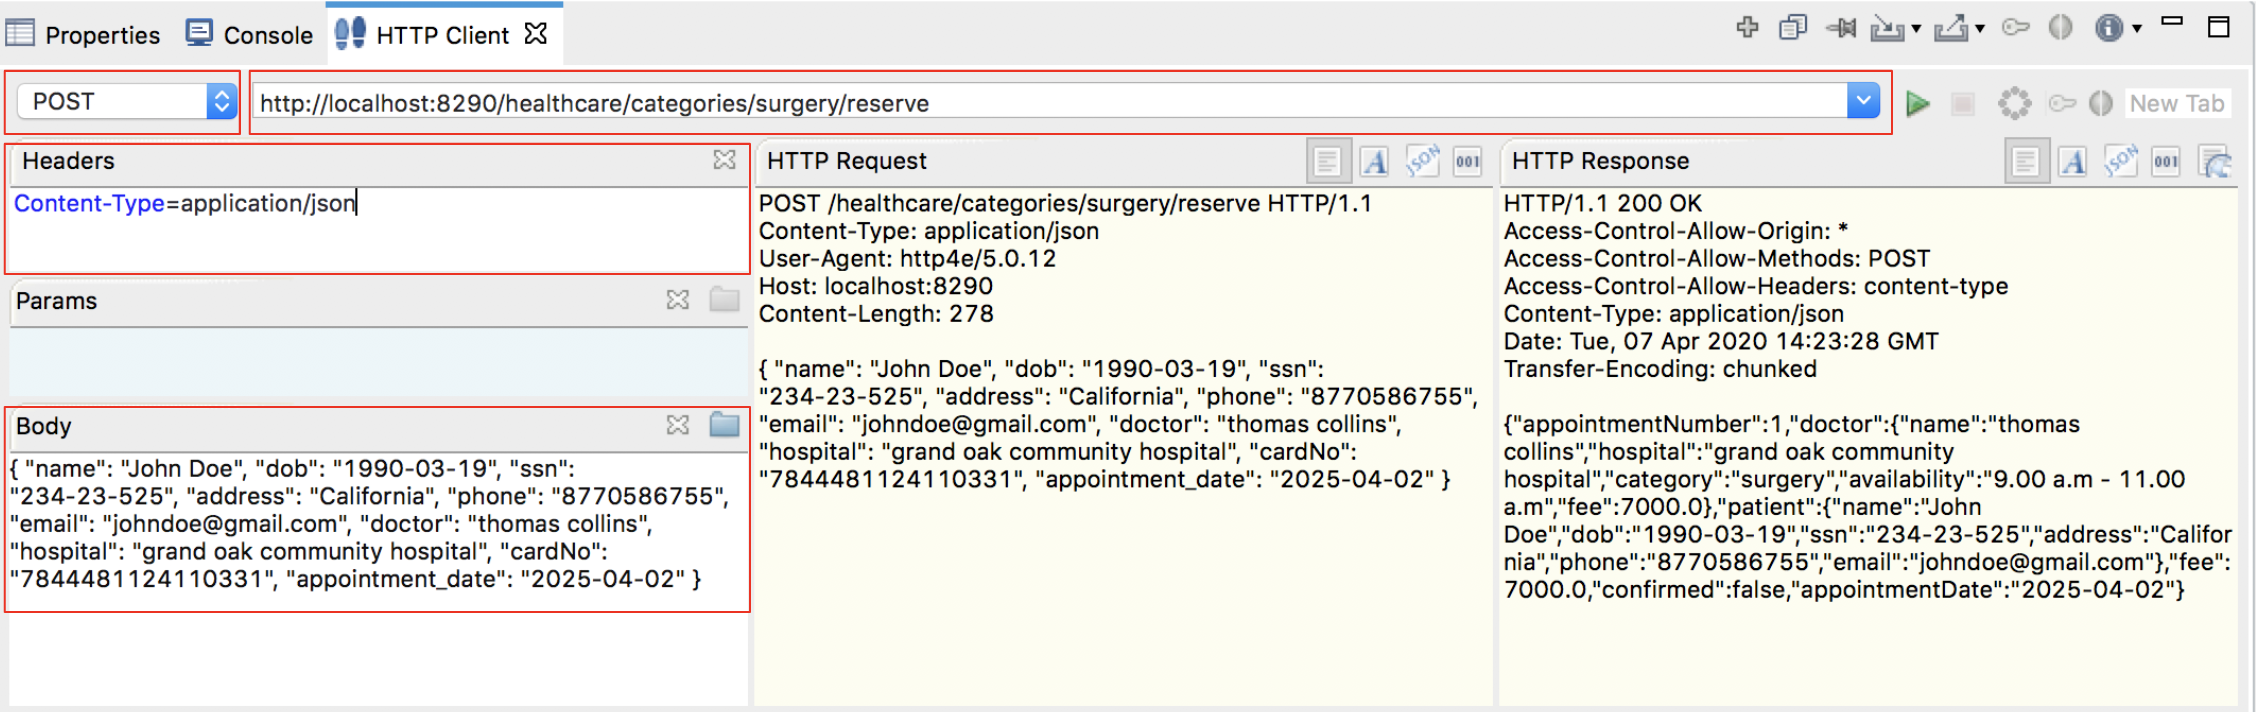 Properties Console HTTP Client
POST http://localhost:8290/healthcare/categories/surgery/reserve New Tab
Headers
Content-Type=application/json
Params
Body
{ "name": "John Doe", "dob": "1990-03-19", "ssn":
"234-23-525", "address": "California", "phone": "8770586755",
"email": "johndoe@gmail.com", "doctor": "thomas collins",
"hospital": "grand oak community hospital", "cardNo":
"7844481124110331", "appointment_date": "2025-04-02" }
HTTP Request A JSON 001
POST /healthcare/categories/surgery/reserve HTTP/1.1
Content-Type: application/json
User-Agent: http4e/5.0.12
Host: localhost:8290
Content-Length: 278
{ "name": "John Doe", "dob": "1990-03-19", "ssn":
"234-23-525", "address": "California", "phone": "8770586755",
"email": "johndoe@gmail.com", "doctor": "thomas collins",
"hospital": "grand oak community hospital", "cardNo":
"7844481124110331", "appointment_date": "2025-04-02" }
HTTP Response A JSON 001
HTTP/1.1 200 OK
Access-Control-Allow-Origin: *
Access-Control-Allow-Methods: POST
Access-Control-Allow-Headers: content-type
Content-Type: application/json
Date: Tue, 07 Apr 2020 14:23:28 GMT
Transfer-Encoding: chunked
{"appointmentNumber":1,"doctor":{"name":"thomas
collins","hospital":"grand oak community
hospital","category":"surgery","availability":"9.00 a.m - 11.00
a.m","fee":7000.0},"patient":{"name":"John
Doe","dob":"1990-03-19","ssn":"234-23-525","address":"Califor
nia","phone":"8770586755","email":"johndoe@gmail.com"},"fee":
7000.0,"confirmed":false,"appointmentDate":"2025-04-02"}